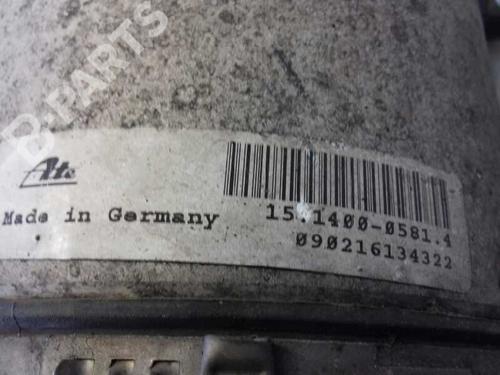 B-PARTS
Ate
Made in Germany
15.1400-0581.4
090216134322